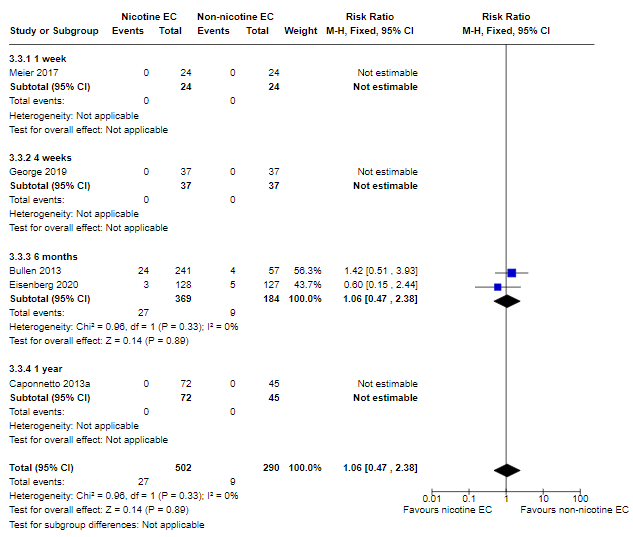 Nicotine EC Non-nicotine EC Risk Ratio Risk Ratio
Study or Subgroup Events Total Events Total Weight M-H, Fixed, 95% CI M-H, Fixed, 95% CI
3.3.1 1 week
Meier 2017 0 24 0 24 Not estimable
Subtotal (95% CI) 24 24 Not estimable
Total events: 0 0
Heterogeneity: Not applicable
Test for overall effect: Not applicable
3.3.2 4 weeks
George 2019 0 37 0 37 Not estimable
Subtotal (95% CI) 37 37 Not estimable
Total events: 0 0
Heterogeneity: Not applicable
Test for overall effect: Not applicable
3.3.3 6 months
Bullen 2013 24 241 4 57 56.3% 1.42 [0.51 , 3.93]
Eisenberg 2020 3 128 5 127 43.7% 0.60 [0.15 , 2.44]
Subtotal (95% CI) 369 184 100.0% 1.06 [0.47 , 2.38]
Total events: 27 9
Heterogeneity: Chi² = 0.96, df = 1 (P = 0.33); I² = 0%
Test for overall effect: Z = 0.14 (P = 0.89)
3.3.4 1 year
Caponnetto 2013a 0 72 0 45 Not estimable
Subtotal (95% CI) 72 45 Not estimable
Total events: 0 0
Heterogeneity: Not applicable
Test for overall effect: Not applicable
Total (95% CI) 502 290 100.0% 1.06 [0.47 , 2.38]
Total events: 27 9
Heterogeneity: Chi² = 0.96, df = 1 (P = 0.33); I² = 0%
Test for overall effect: Z = 0.14 (P = 0.89)
Test for subgroup differences: Not applicable
0.01 0.1 1 10 100
Favours nicotine EC Favours non-nicotine EC